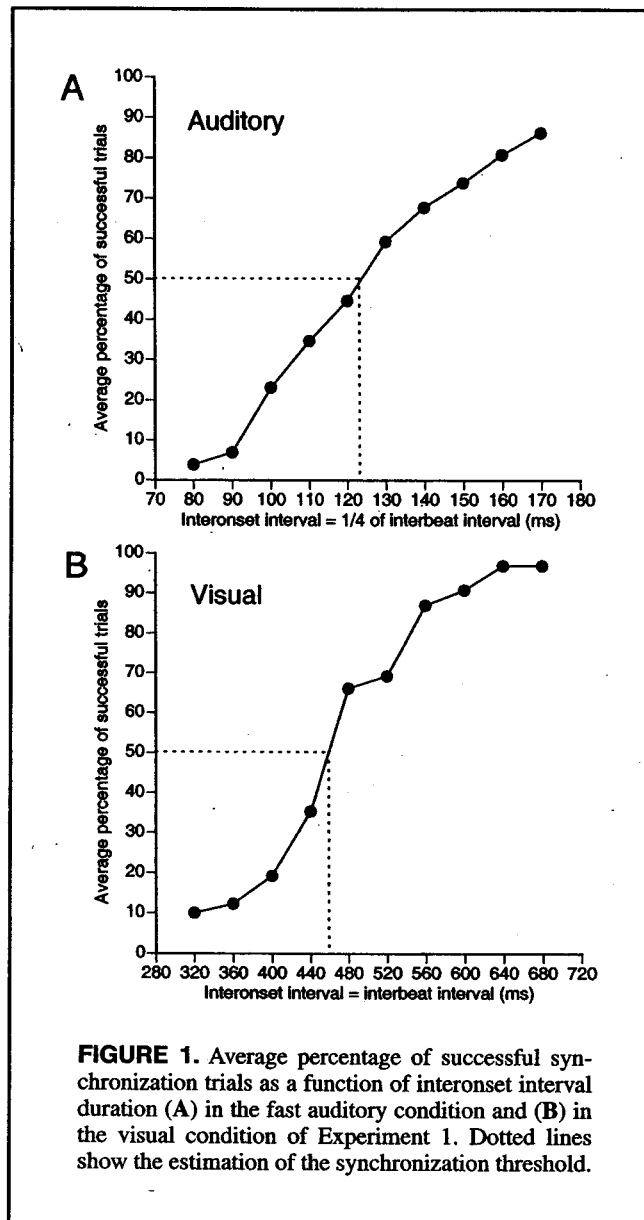 A
Auditory
Average percentage of successful trials
100
90
80
70
60
50
40
30
20
10
0
70 80 90 100 110 120 130 140 150 160 170 180
Interonset interval = 1/4 of interbeat interval (ms)
B
Visual
Average percentage of successful trials
100
90
80
70
60
50
40
30
20
10
0
280 320 360 400 440 480 520 560 600 640 680 720
Interonset interval = interbeat interval (ms)
FIGURE 1. Average percentage of successful syn-
chronization trials as a function of interonset interval
duration (A) in the fast auditory condition and (B) in
the visual condition of Experiment 1. Dotted lines
show the estimation of the synchronization threshold.